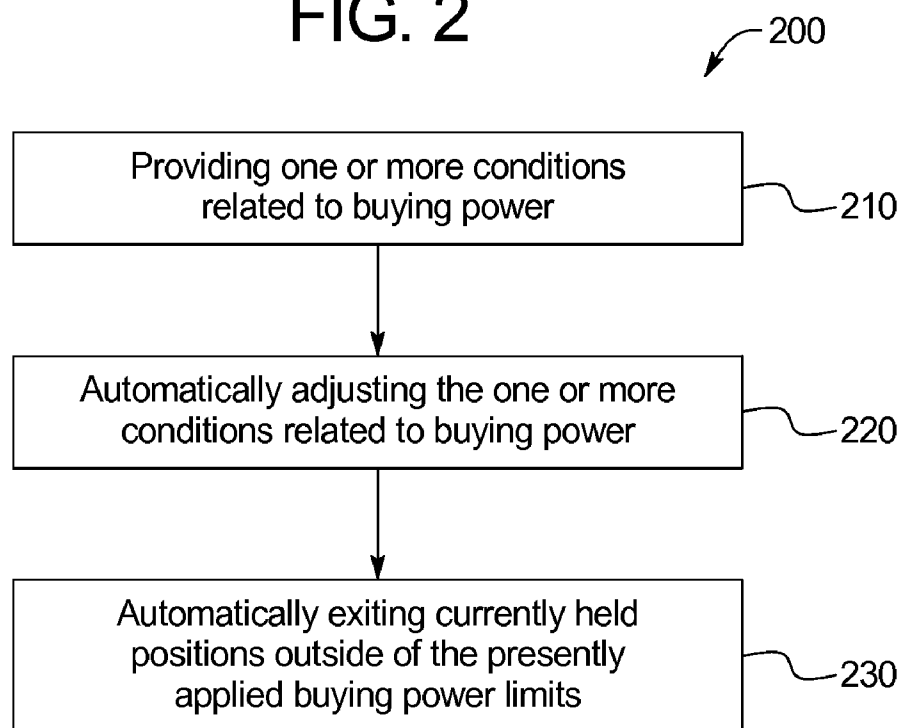 FIG. 2
200
Providing one or more conditions
related to buying power
210
Automatically adjusting the one or more
conditions related to buying power
220
Automatically exiting currently held
positions outside of the presently
applied buying power limits
230